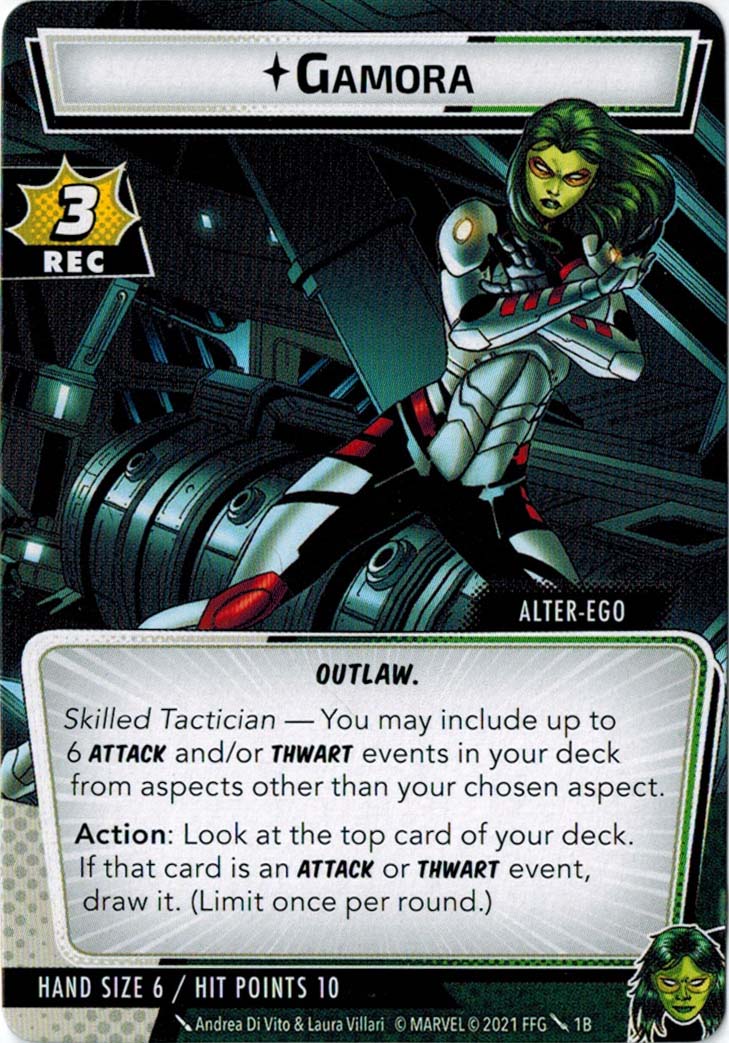 GAMORA
3
REC
ALTER-EGO
OUTLAW.
Skilled Tactician — You may include up to
6 ATTACK and/or THWART events in your deck
from aspects other than your chosen aspect.
Action: Look at the top card of your deck.
If that card is an ATTACK or THWART event,
draw it. (Limit once per round.)
HAND SIZE 6 / HIT POINTS 10
Andrea Di Vito & Laura Villari © MARVEL © 2021 FFG 1B